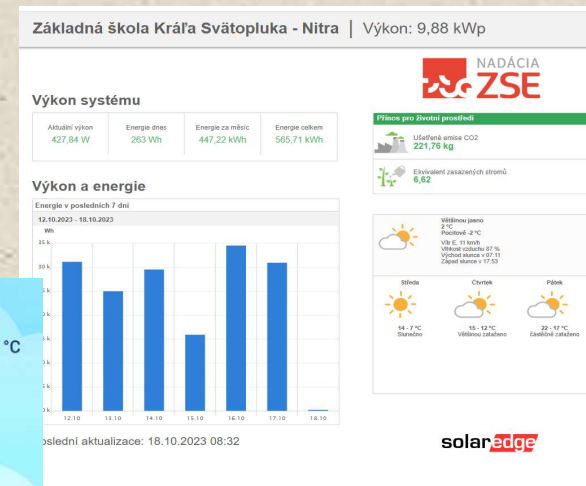 Základná škola Kráľa Svätopluka - Nitra | Výkon: 9,88 kWp
NADÁCIA
ZSE
Výkon systému
Aktuální výkon
427,84 W
Energie dnes
263 Wh
Energie za měsíc
447,22 kWh
Energie celkem
565,71 kWh
Přínos pro životní prostředí
Ušetřené emise CO2
221,76 kg
Ekvivalent zasazených stromů
6,62
Výkon a energie
Energie v posledních 7 dní
12.10.2023 - 18.10.2023
Wh
35 k
30 k
12.10 13.10 14.10 15.10 16.10 17.10 18.10
Většinou jasno
2 °C
Pocitově -2 °C
Vítr E, 11 km/h
Vlhkost vzduchu 87 %
Východ slunce v 07:11
Západ slunce v 17:53
Středa
14 - 7 °C
Slunečno
Čtvrtek
15 - 12 °C
Většinou zataženo
Pátek
22 - 17 °C
částečně zataženo
°C
oslední aktualizace: 18.10.2023 08:32
solaredge